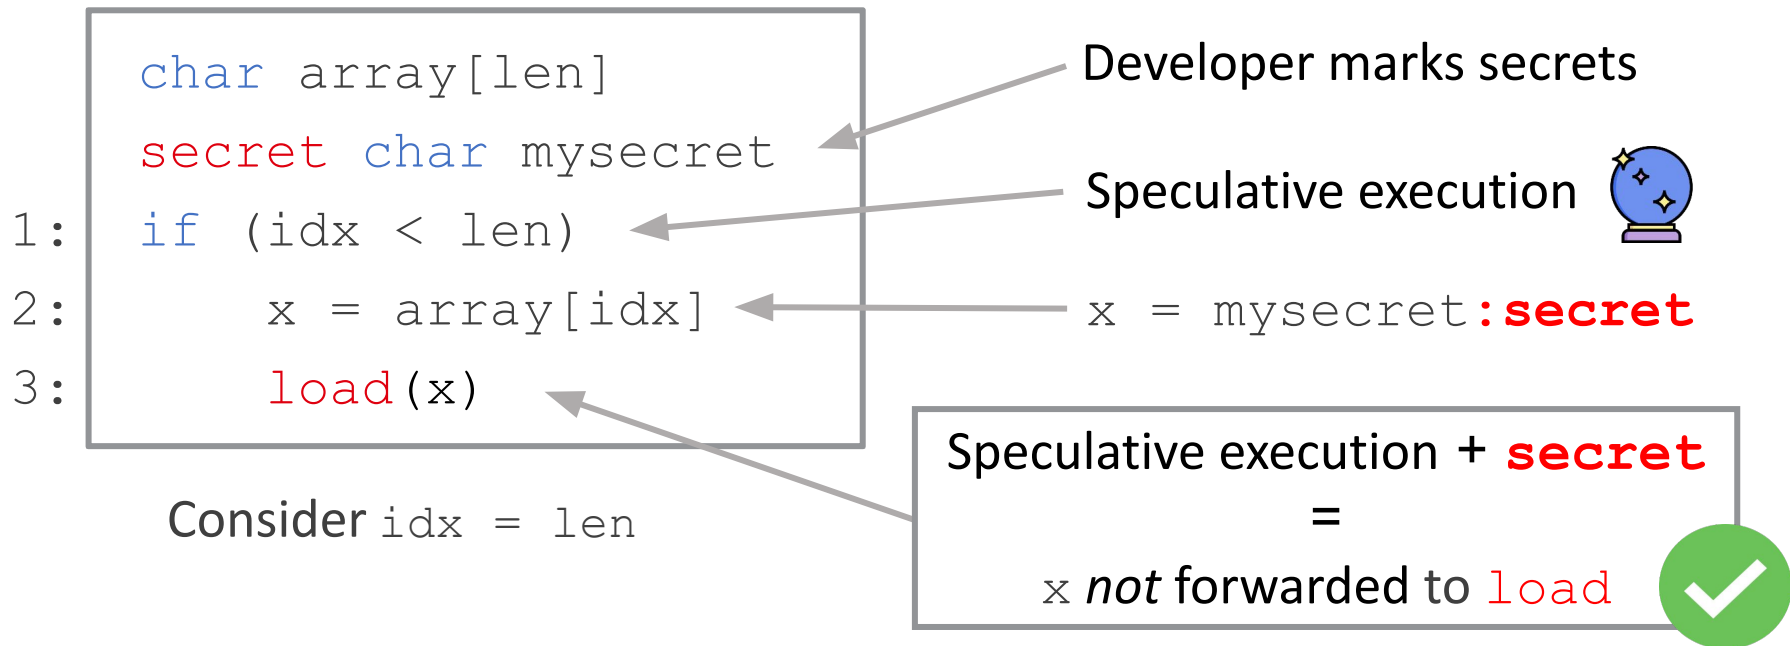 char array[len]
secret char mysecret
1: if (idx < len)
2: x = array[idx]
3: load(x)
Consider idx = len
Developer marks secrets
Speculative execution
x = mysecret:secret
Speculative execution + secret
=
x not forwarded to load